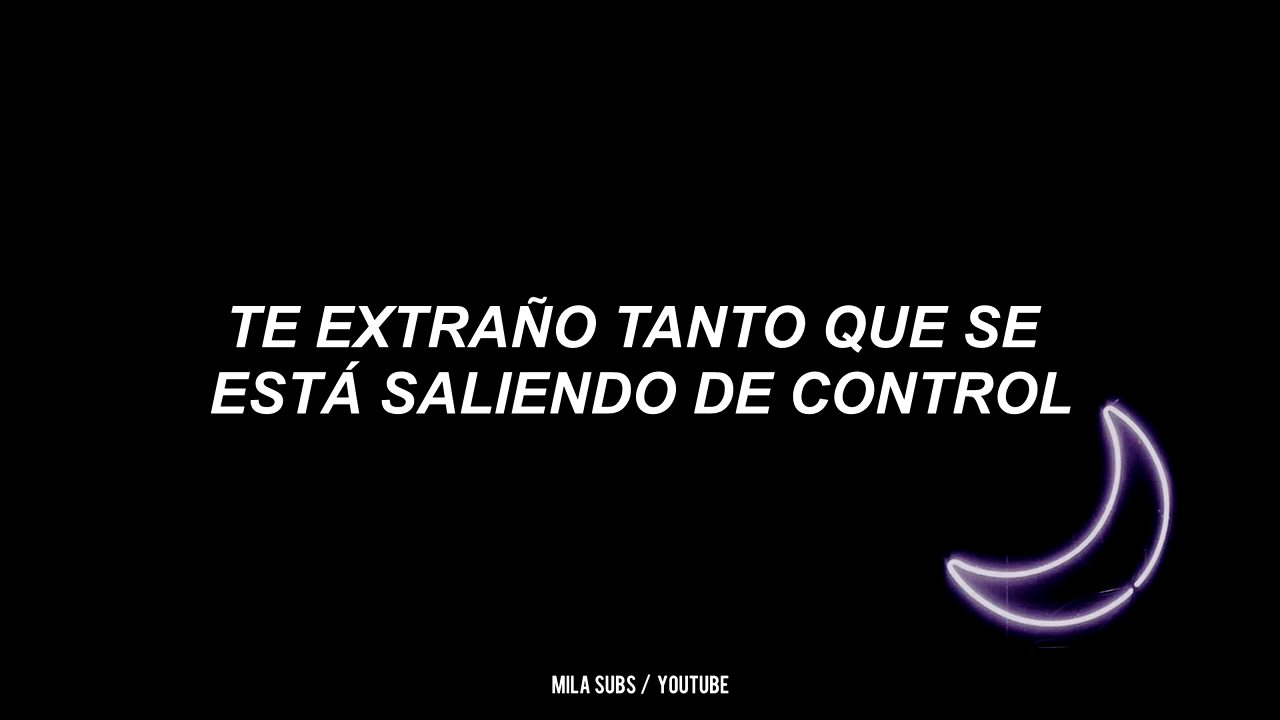 TE EXTRAÑO TANTO QUE SE
ESTÁ SALIENDO DE CONTROL
MILA SUBS / YOUTUBE